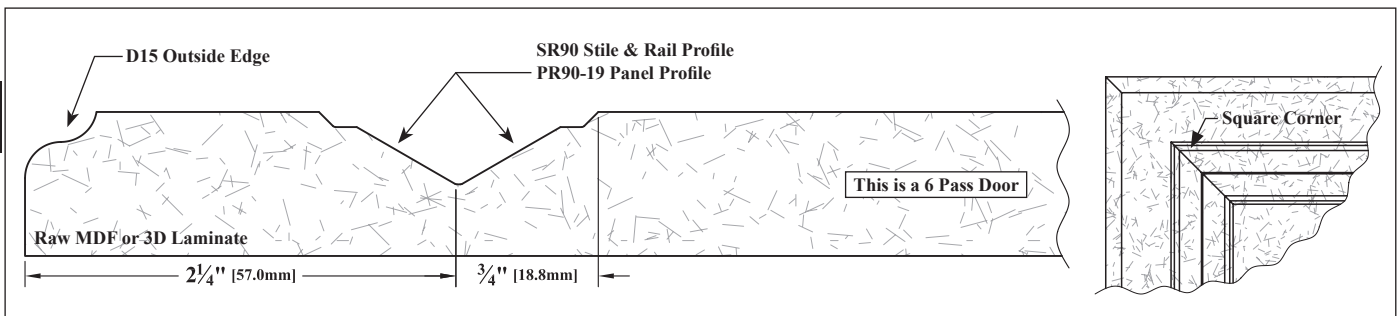 D15 Outside Edge
SR90 Stile & Rail Profile
PR90-19 Panel Profile
Square Corner
This is a 6 Pass Door
Raw MDF or 3D Laminate
2¼" [57.0mm]
¾" [18.8mm]